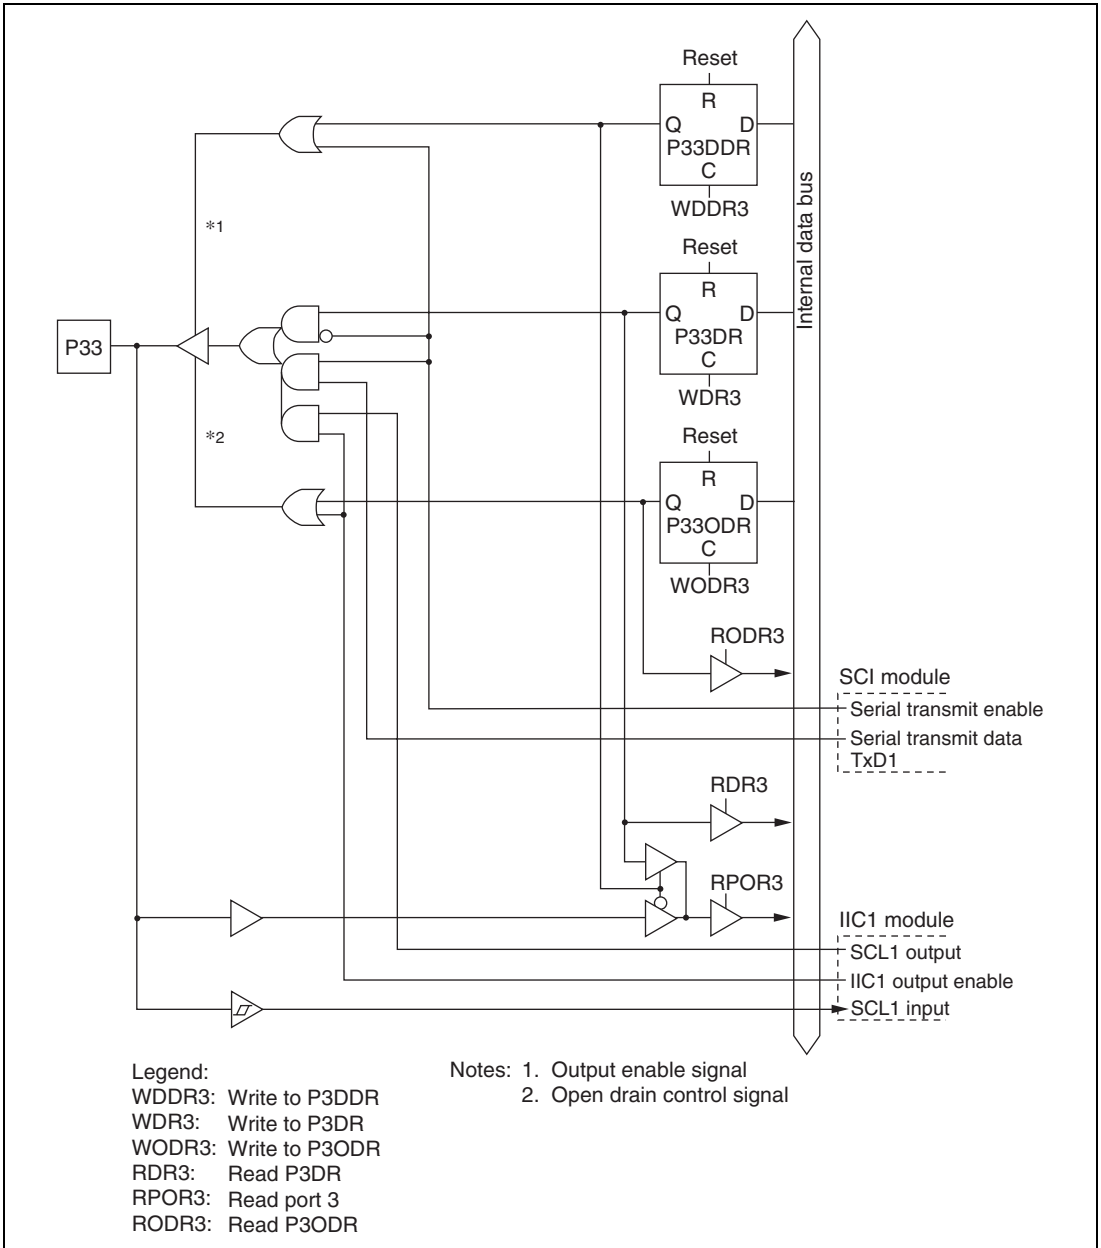 Reset
R
Q D
P33DDR
C
WDDR3
*1
Internal data bus
Reset
R
Q D
P33DR
C
WDR3
P33
*2
Reset
R
Q D
P33ODR
C
WODR3
RODR3
SCI module
Serial transmit enable
Serial transmit data
TxD1
RDR3
RPOR3
IIC1 module
SCL1 output
IIC1 output enable
SCL1 input
Legend:
WDDR3: Write to P3DDR
WDR3: Write to P3DR
WODR3: Write to P3ODR
RDR3: Read P3DR
RPOR3: Read port 3
RODR3: Read P3ODR
Notes: 1. Output enable signal
2. Open drain control signal